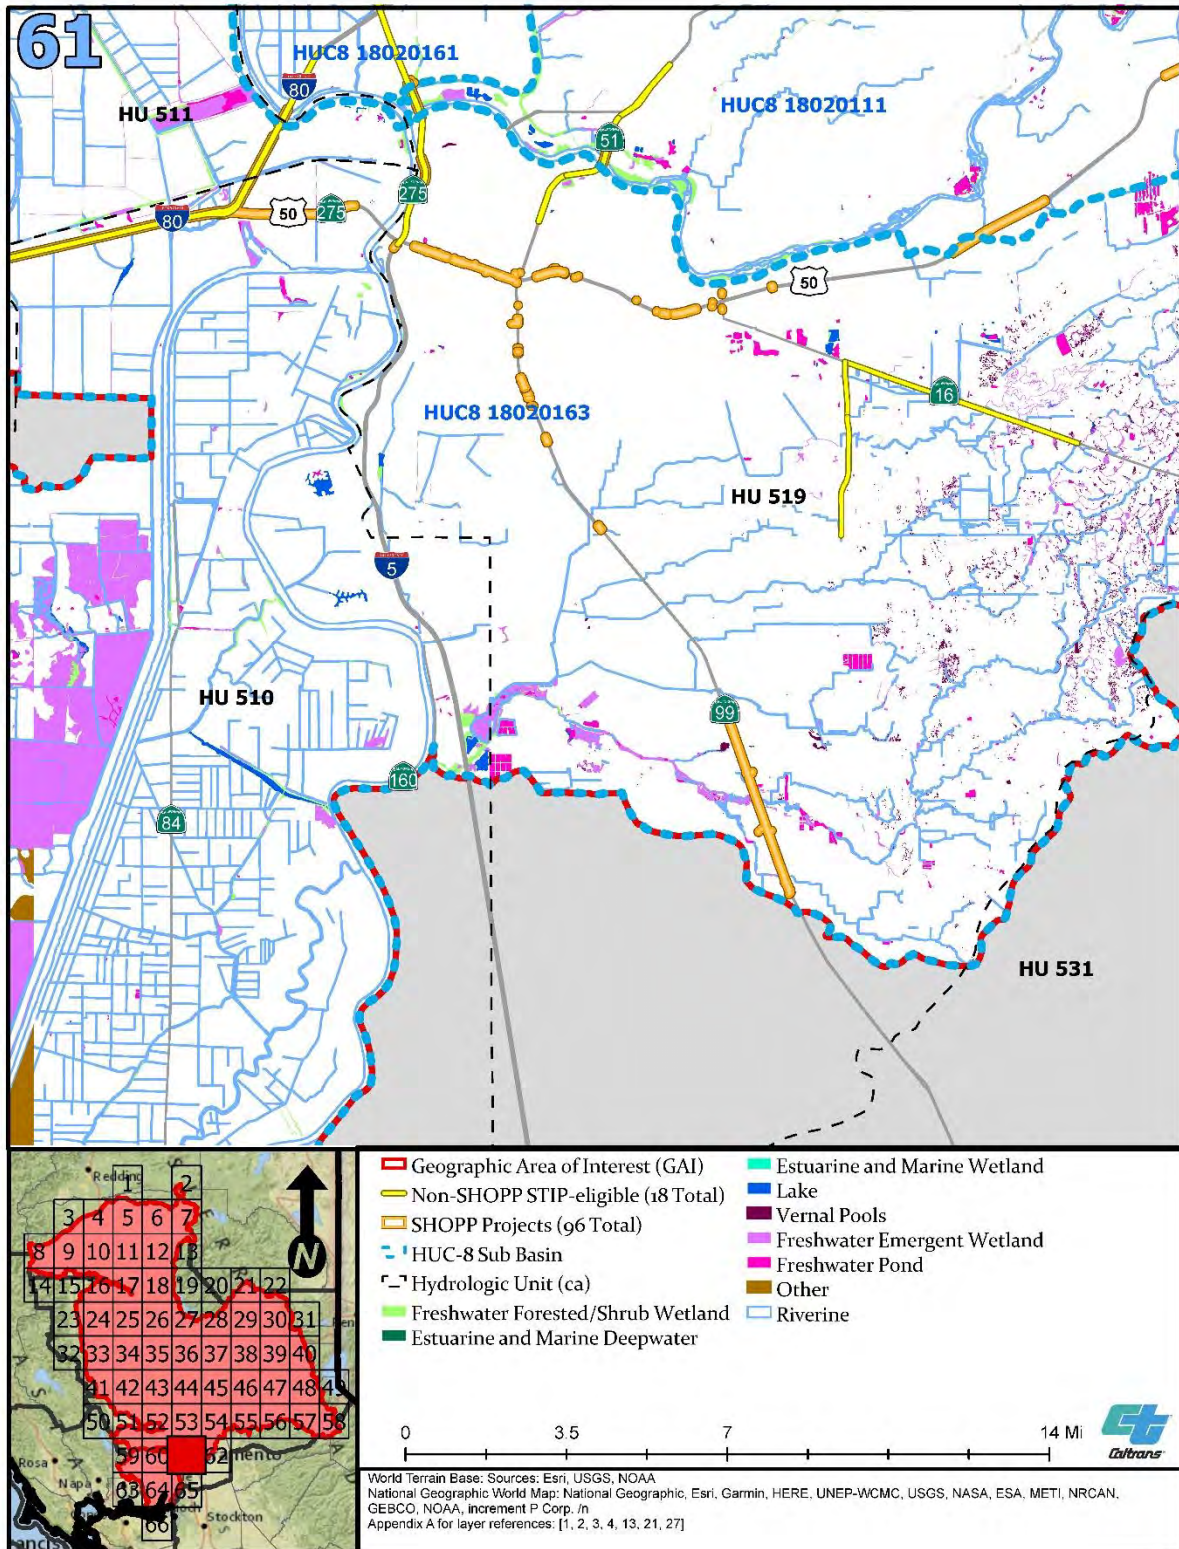 61
HUC8 18020161
80
HU 511
HUC8 18020111
51
275
80
50
275
50
16
HUC8 18020163
HU 519
5
HU 510
99
160
84
HU 531
Geographic Area of Interest (GAI)
Non-SHOPP STIP-eligible (18 Total)
SHOPP Projects (96 Total)
HUC-8 Sub Basin
Hydrologic Unit (ca)
Freshwater Forested/Shrub Wetland
Estuarine and Marine Deepwater
Estuarine and Marine Wetland
Lake
Vernal Pools
Freshwater Emergent Wetland
Freshwater Pond
Other
Riverine
Redding
1 2
3 4 5 6 7
8 9 10 11 12 13
14 15 16 17 18 19 20 21 22
23 24 25 26 27 28 29 30 31
32 33 34 35 36 37 38 39 40
41 42 43 44 45 46 47 48 49
50 51 52 53 54 55 56 57 58
59 60 62 amento
Rosa
Napa 63 64 65
66 Stockton
ancis
N
0 3.5 7 14 Mi
Caltrans
World Terrain Base: Sources: Esri, USGS, NOAA
National Geographic World Map: National Geographic, Esri, Garmin, HERE, UNEP-WCMC, USGS, NASA, ESA, METI, NRCAN,
GEBCO, NOAA, increment P Corp. /n
Appendix A for layer references: [1, 2, 3, 4, 13, 21, 27]